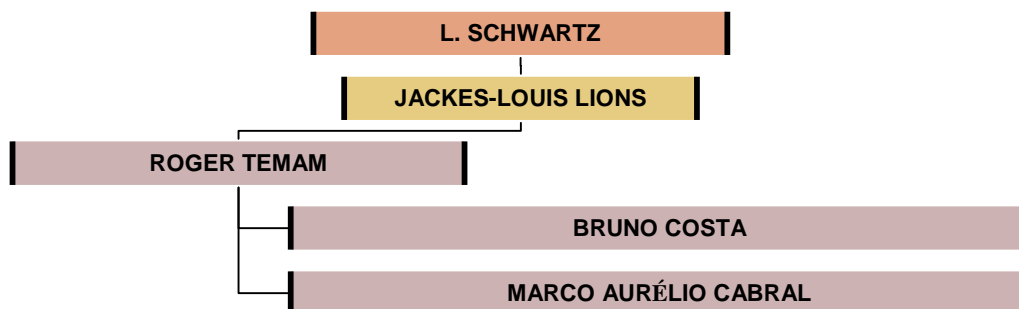 L. SCHWARTZ
JACKES-LOUIS LIONS
ROGER TEMAM
BRUNO COSTA
MARCO AURÉLIO CABRAL